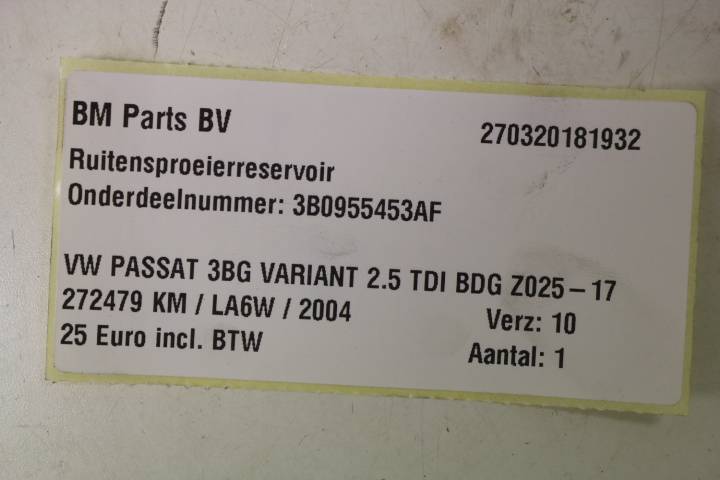 BM Parts BV 270320181932
Ruitensproeierreservoir
Onderdeelnummer: 3B0955453AF
VW PASSAT 3BG VARIANT 2.5 TDI BDG Z025-17
272479 KM / LA6W / 2004 Verz: 10
25 Euro incl. BTW Aantal: 1